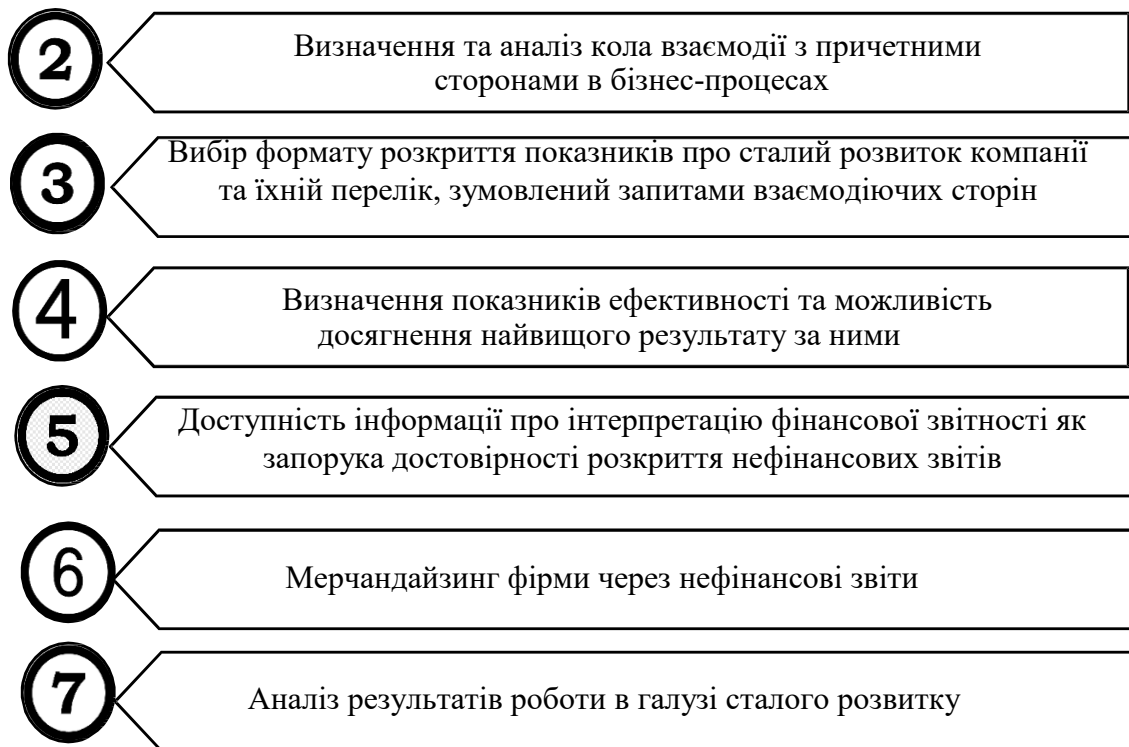 2
Визначення та аналіз кола взаємодії з причетними
сторонами в бізнес-процесах
3
Вибір формату розкриття показників про сталий розвиток компанії
та їхній перелік, зумовлений запитами взаємодіючих сторін
4
Визначення показників ефективності та можливість
досягнення найвищого результату за ними
5
Доступність інформації про інтерпретацію фінансової звітності як
запорука достовірності розкриття нефінансових звітів
6
Мерчандайзинг фірми через нефінансові звіти
7
Аналіз результатів роботи в галузі сталого розвитку